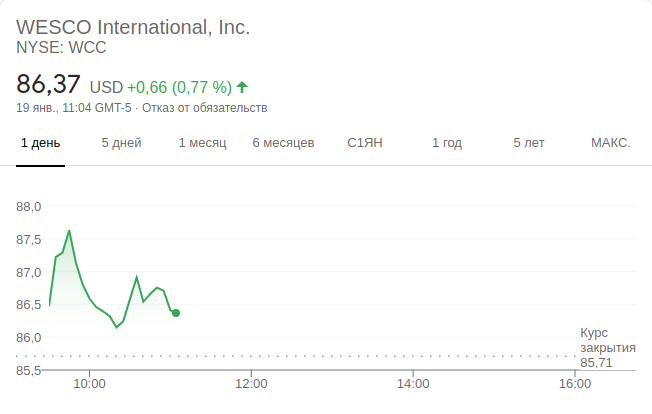 WESCO International, Inc.
NYSE: WCC
86,37 USD +0,66 (0,77 %)
19 янв., 11:04 GMT-5 · Отказ от обязательств
1 день 5 дней 1 месяц 6 месяцев С1ЯН 1 год 5 лет МАКС.
88,0
87,5
87,0
86,5
86,0
Курс
закрытия
85,71
85,5
10:00 12:00 14:00 16:00